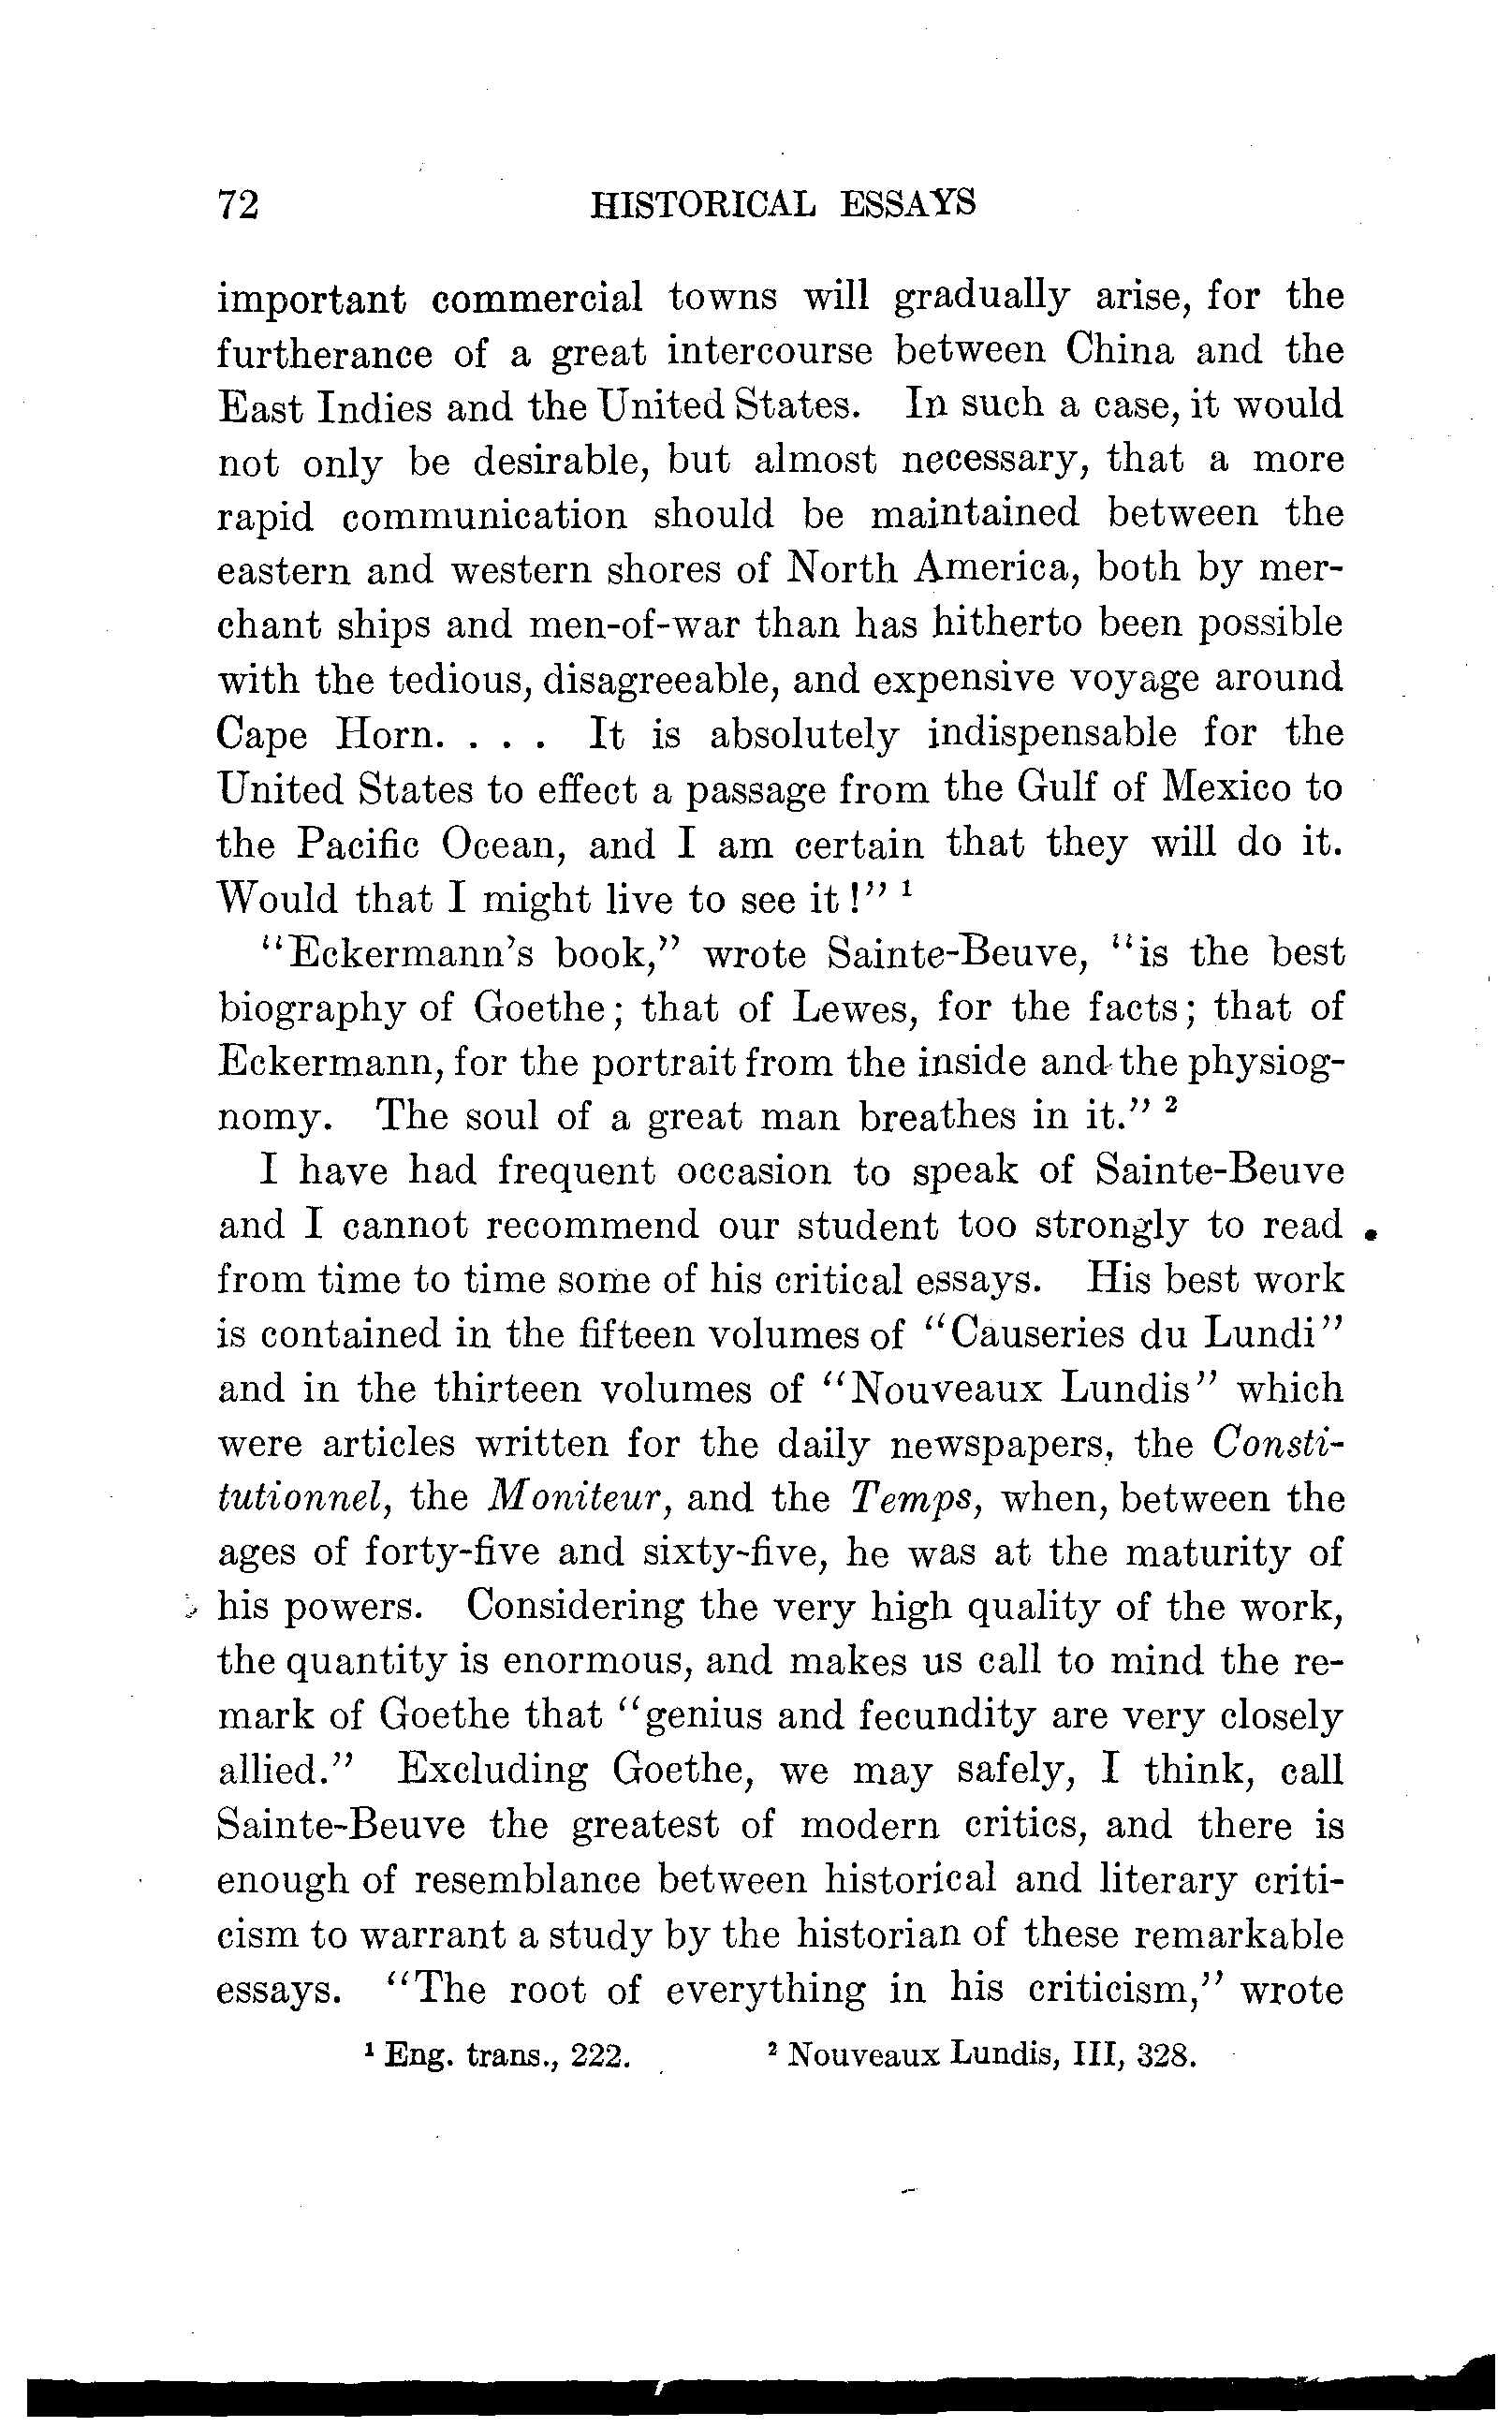 72 HISTORICAL ESSAYS
important commercial towns will gradually arise, for the
furtherance of a great intercourse between China and the
East Indies and the United States. In such a case, it would
not only be desirable, but almost necessary, that a more
rapid communication should be maintained between the
eastern and western shores of North America, both by mer-
chant ships and men-of-war than has hitherto been possible
with the tedious, disagreeable, and expensive voyage around
Cape Horn. . . . It is absolutely indispensable for the
United States to effect a passage from the Gulf of Mexico to
the Pacific Ocean, and I am certain that they will do it.
Would that I might live to see it!" ¹
"Eckermann's book," wrote Sainte-Beuve, "is the best
biography of Goethe; that of Lewes, for the facts; that of
Eckermann, for the portrait from the inside and the physiog-
nomy. The soul of a great man breathes in it." ²
I have had frequent occasion to speak of Sainte-Beuve
and I cannot recommend our student too strongly to read
from time to time some of his critical essays. His best work
is contained in the fifteen volumes of "Causeries du Lundi"
and in the thirteen volumes of "Nouveaux Lundis" which
were articles written for the daily newspapers, the Consti-
tutionnel, the Moniteur, and the Temps, when, between the
ages of forty-five and sixty-five, he was at the maturity of
his powers. Considering the very high quality of the work,
the quantity is enormous, and makes us call to mind the re-
mark of Goethe that "genius and fecundity are very closely
allied." Excluding Goethe, we may safely, I think, call
Sainte-Beuve the greatest of modern critics, and there is
enough of resemblance between historical and literary criti-
cism to warrant a study by the historian of these remarkable
essays. "The root of everything in his criticism," wrote
¹ Eng. trans., 222. ² Nouveaux Lundis, III, 328.